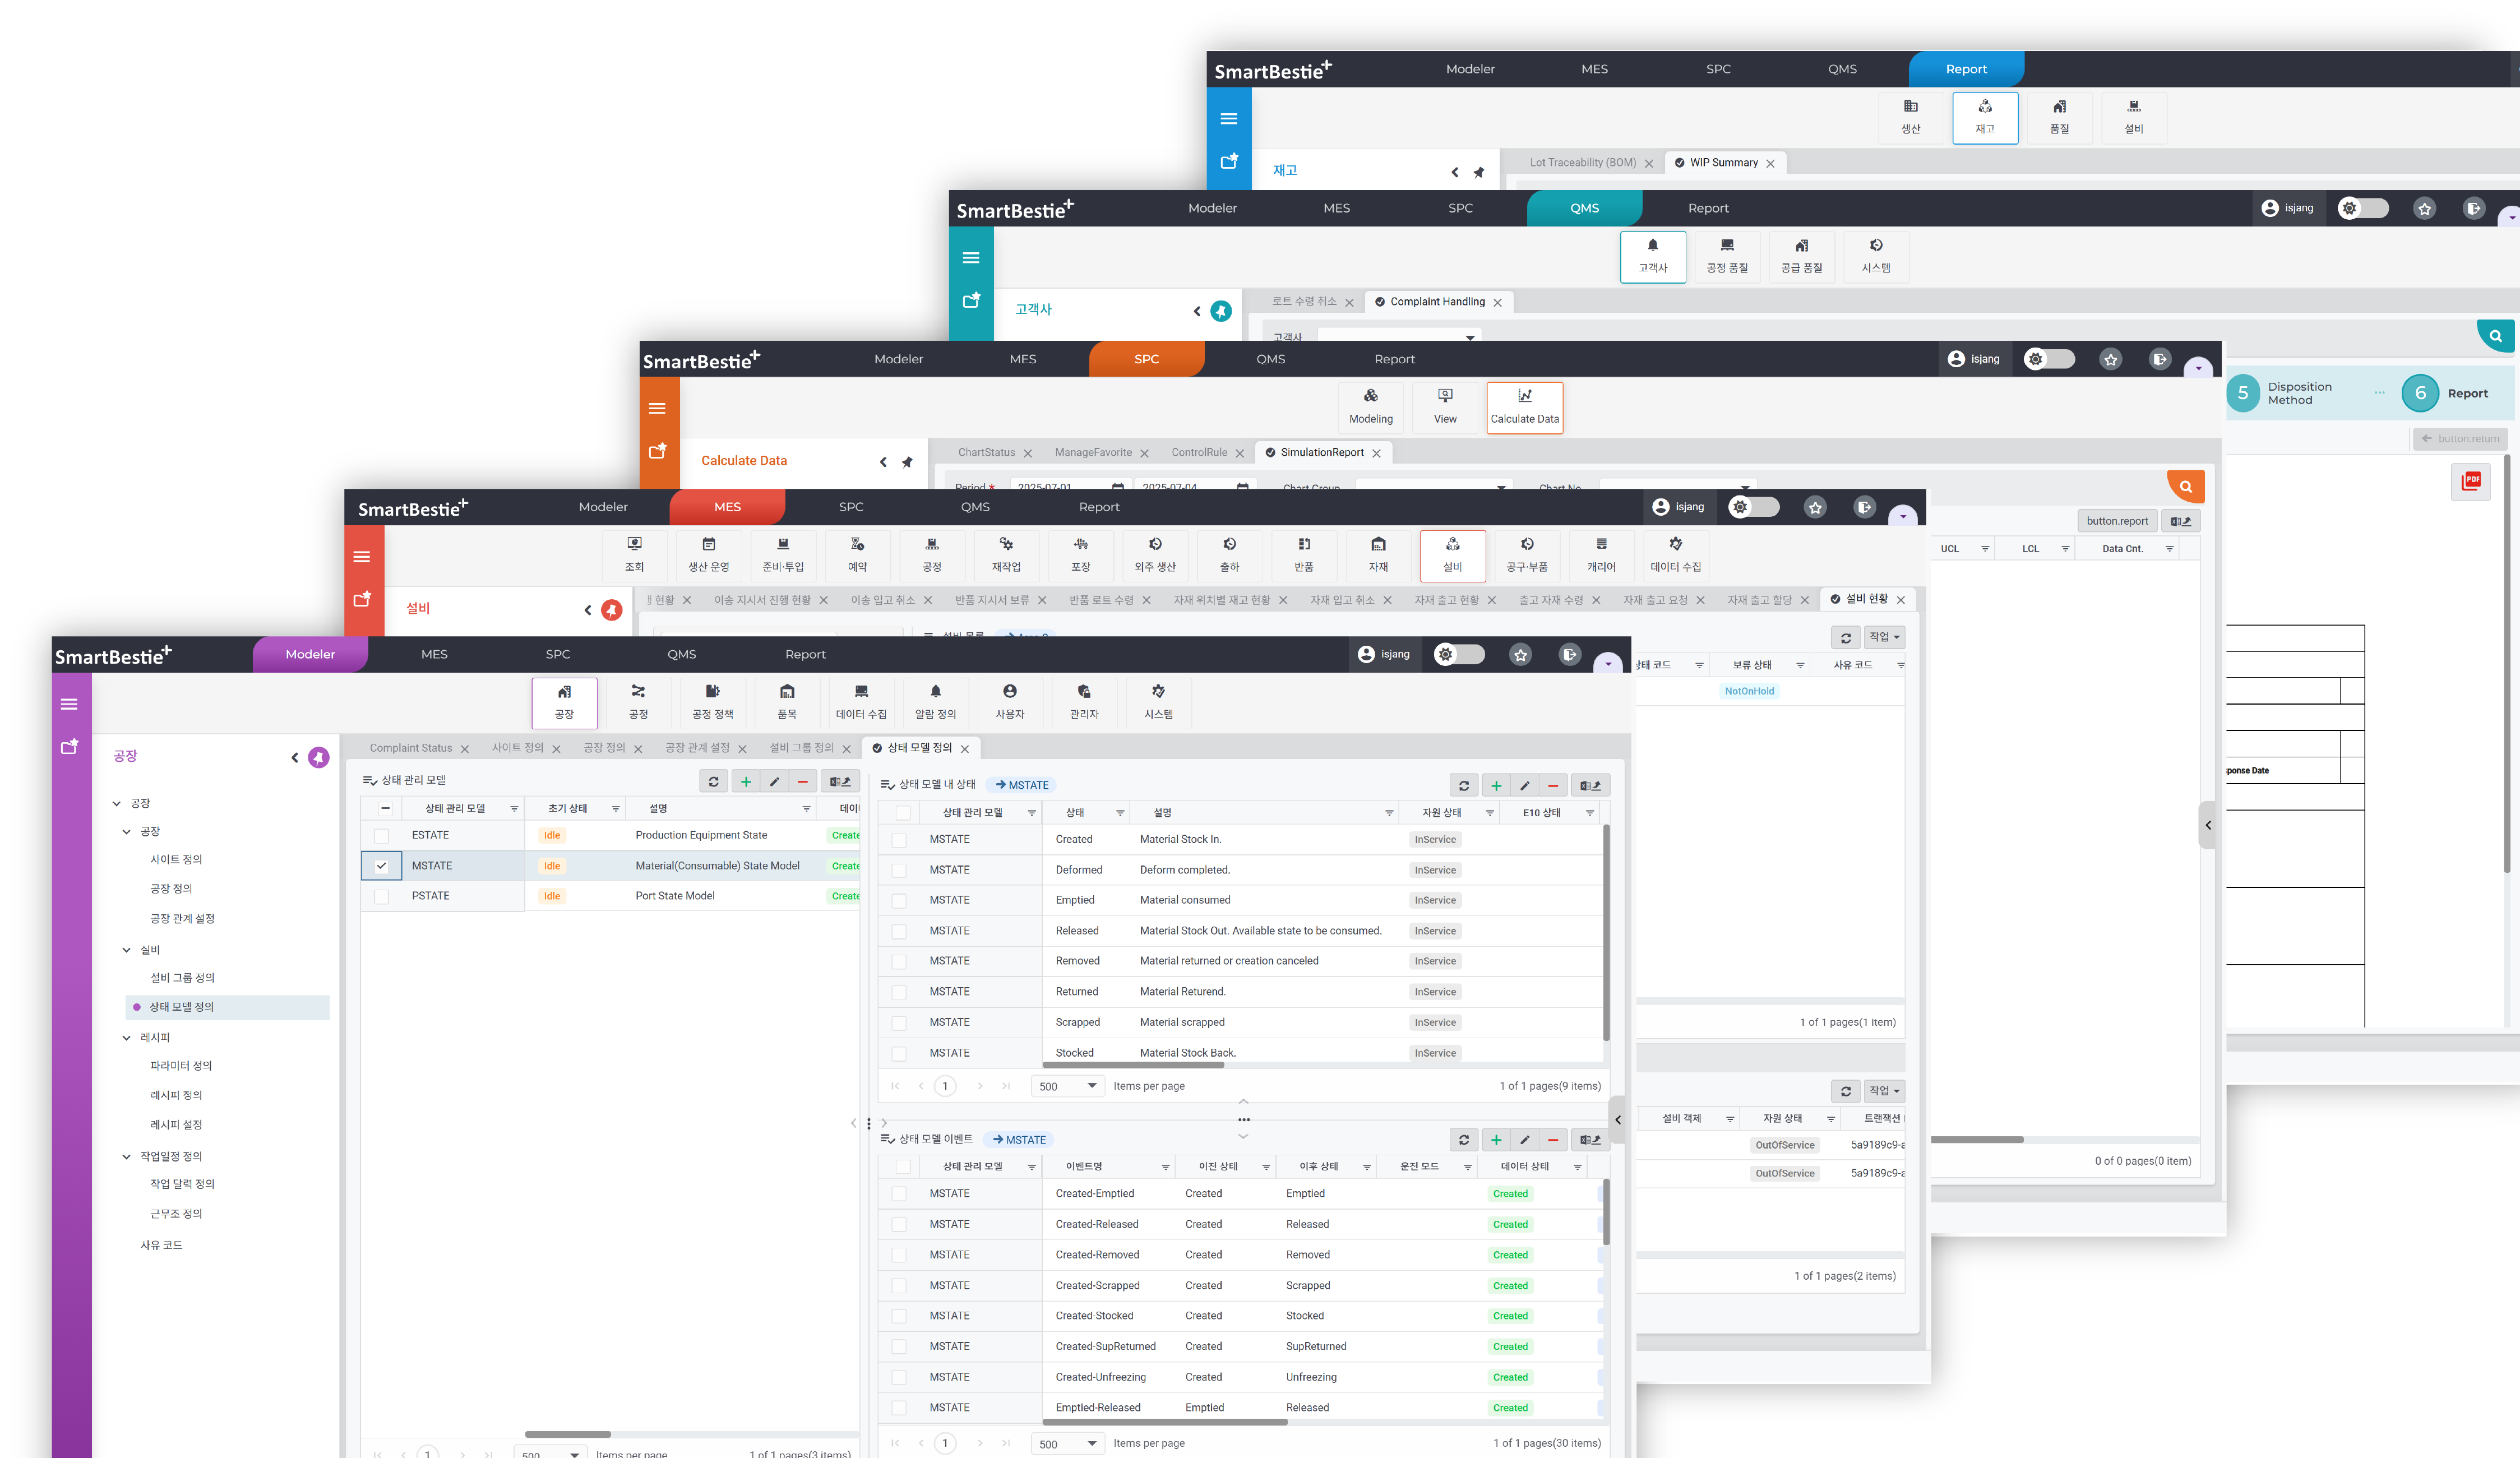 SmartBestie+ Modeler MES SPC QMS Report
생산 재고 품질 설비
재고
Lot Traceability (BOM) WIP Summary
SmartBestie+ Modeler MES SPC QMS Report isjang
고객사 공정 품질 공급 품질 시스템
고객사
로트 수령 취소 Complaint Handling
고객사
5 Disposition Method ... 6 Report
button.return
PDF
ponse Date
SmartBestie+ Modeler MES SPC QMS Report isjang
Modeling View Calculate Data
Calculate Data
ChartStatus ManageFavorite ControlRule SimulationReport
Period * 2025-07-01 2025-07-04 Chart Group Chart No
button.report
UCL LCL Data Cnt.
0 of 0 pages(0 item)
SmartBestie+ Modeler MES SPC QMS Report isjang
조회 생산 운영 준비·투입 예약 공정 재작업 포장 외주 생산 출하 반품 자재 설비 공구·부품 캐리어 데이터 수집
설비
현황 이송 지시서 진행 현황 이송 입고 취소 반품 지시서 보류 반품 로트 수령 자재 위치별 재고 현황 자재 입고 취소 자재 출고 현황 출고 자재 수령 자재 출고 요청 자재 출고 할당 설비 현황
작업
상태 코드 보류 상태 사유 코드
NotOnHold
1 of 1 pages(1 item)
작업
설비 객체 자원 상태 트랜잭션
OutOfService 5a9189c9-a
OutOfService 5a9189c9-a
1 of 1 pages(2 items)
SmartBestie+ Modeler MES SPC QMS Report isjang
공장 공정 공정 정책 품목 데이터 수집 알람 정의 사용자 관리자 시스템
공장
공장
공장
사이트 정의
공장 정의
공장 관계 설정
설비
설비 그룹 정의
상태 모델 정의
레시피
파라미터 정의
레시피 정의
레시피 설정
작업일정 정의
작업 달력 정의
근무조 정의
사유 코드
Complaint Status 사이트 정의 공장 정의 공장 관계 설정 설비 그룹 정의 상태 모델 정의
상태 관리 모델
상태 관리 모델 초기 상태 설명 데이
ESTATE Idle Production Equipment State Create
MSTATE Idle Material(Consumable) State Model Create
PSTATE Idle Port State Model Create
1 500 Items per page 1 of 1 pages(3 items)
상태 모델 내 상태 MSTATE
상태 관리 모델 상태 설명 자원 상태 E10 상태
MSTATE Created Material Stock In. InService
MSTATE Deformed Deform completed. InService
MSTATE Emptied Material consumed InService
MSTATE Released Material Stock Out. Available state to be consumed. InService
MSTATE Removed Material returned or creation canceled InService
MSTATE Returned Material Returend. InService
MSTATE Scrapped Material scrapped InService
MSTATE Stocked Material Stock Back. InService
1 500 Items per page 1 of 1 pages(9 items)
상태 모델 이벤트 MSTATE
상태 관리 모델 이벤트명 이전 상태 이후 상태 운전 모드 데이터 상태
MSTATE Created-Emptied Created Emptied Created
MSTATE Created-Released Created Released Created
MSTATE Created-Removed Created Removed Created
MSTATE Created-Scrapped Created Scrapped Created
MSTATE Created-Stocked Created Stocked Created
MSTATE Created-SupReturned Created SupReturned Created
MSTATE Created-Unfreezing Created Unfreezing Created
MSTATE Emptied-Released Emptied Released Created
1 500 Items per page 1 of 1 pages(30 items)